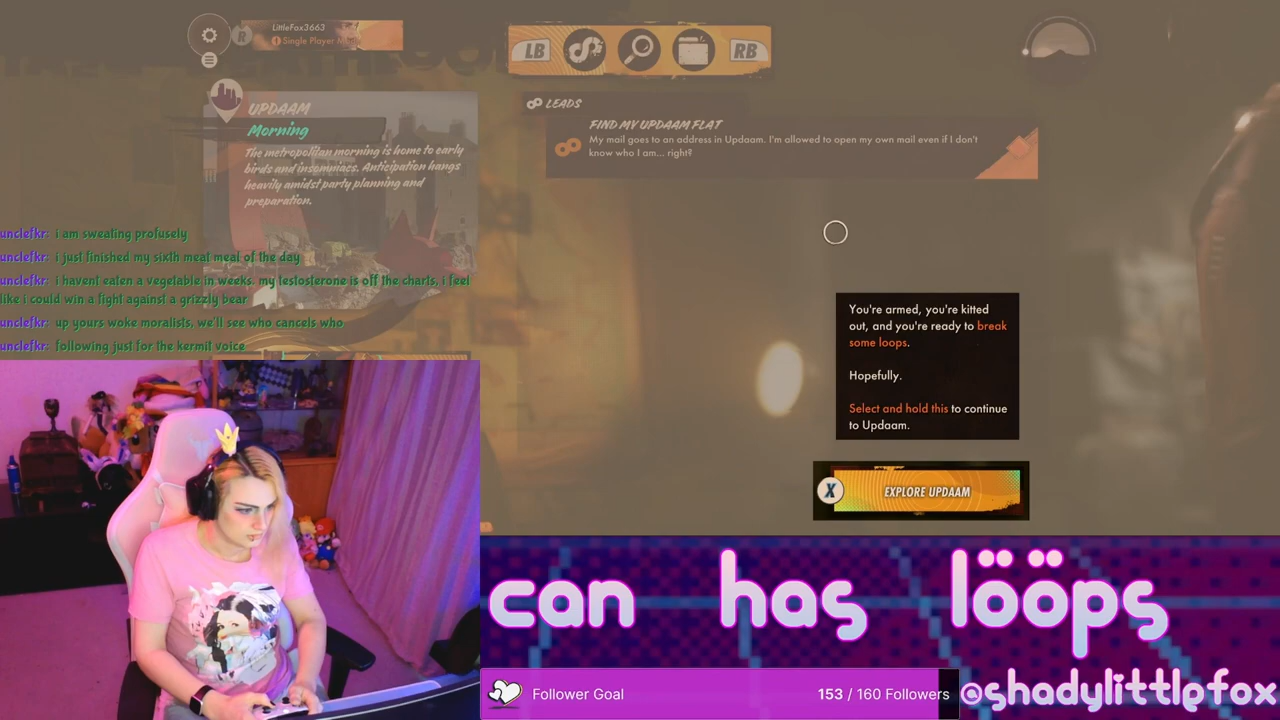 LittleFox3663
Single Player
R
LB
RB
UPDAAM
Morning
The metropolitan morning is home to early
birds and insomniacs. Anticipation hangs
heavily amidst party planning and
preparation.
LEADS
FIND MY UPDAAM FLAT
My mail goes to an address in Updaam. I'm allowed to open my own mail even if I don't
know who I am... right?
unclefkr: i am sweating profusely
unclefkr: i just finished my sixth meat meal of the day
unclefkr: i havent eaten a vegetable in weeks. my testosterone is off the charts, i feel
like i could win a fight against a grizzly bear
unclefkr: up yours woke moralists, we'll see who cancels who
unclefkr: following just for the kermit voice
You're armed, you're kitted
out, and you're ready to break
some loops.
Hopefully.
Select and hold this to continue
to Updaam.
X
EXPLORE UPDAAM
can has lööps
Follower Goal
153 / 160 Followers
@shadylittlefox